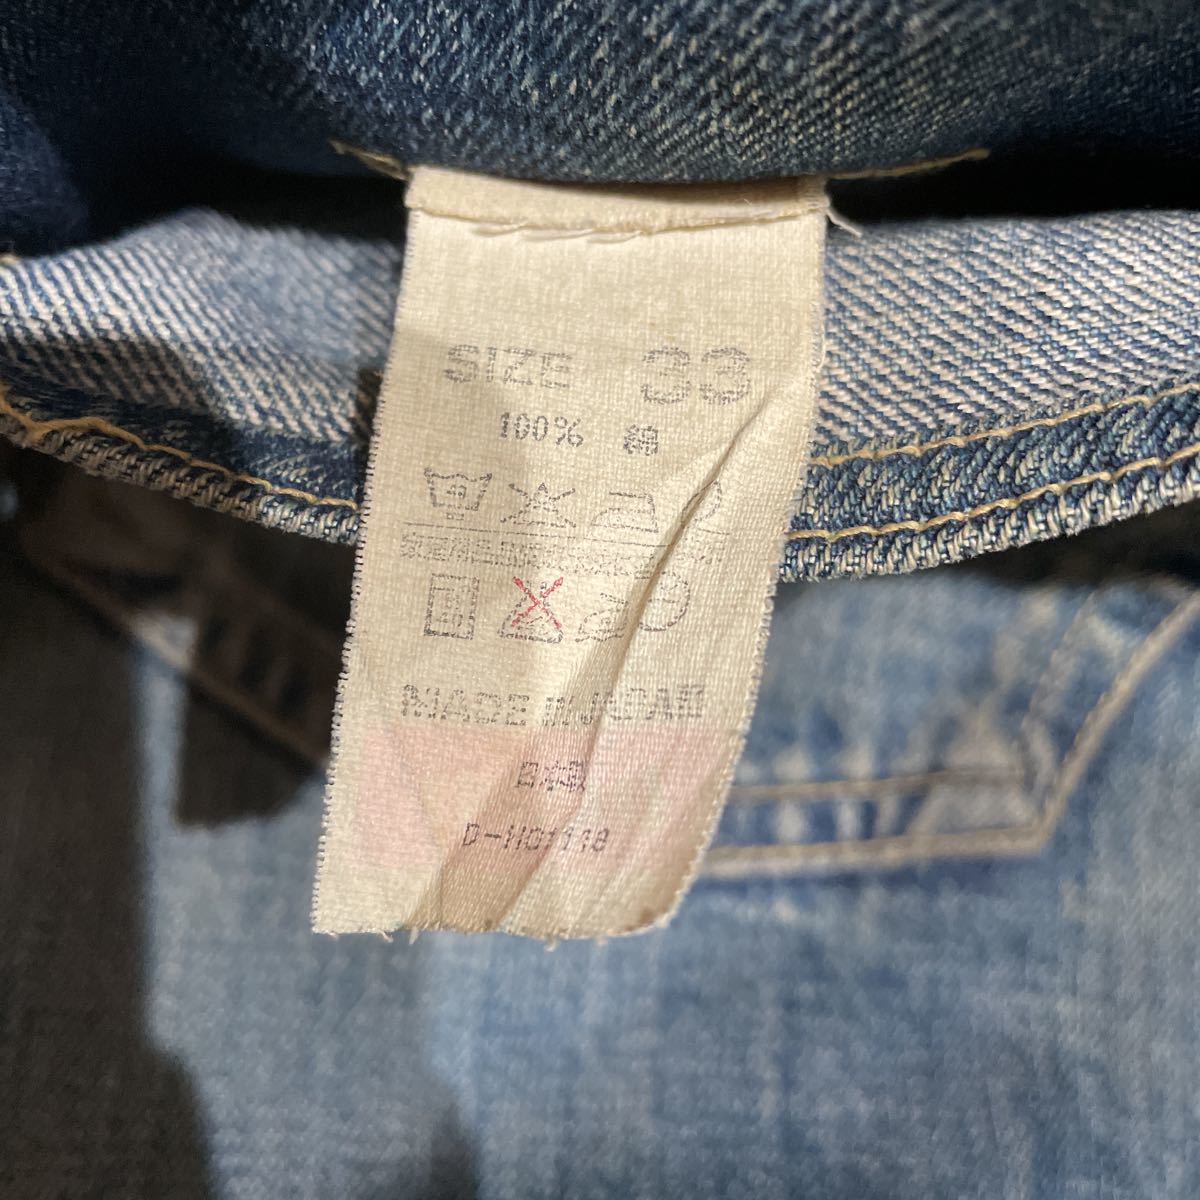 SIZE 33
100% 綿
MADE IN JAPAN
日本製
D-H01118